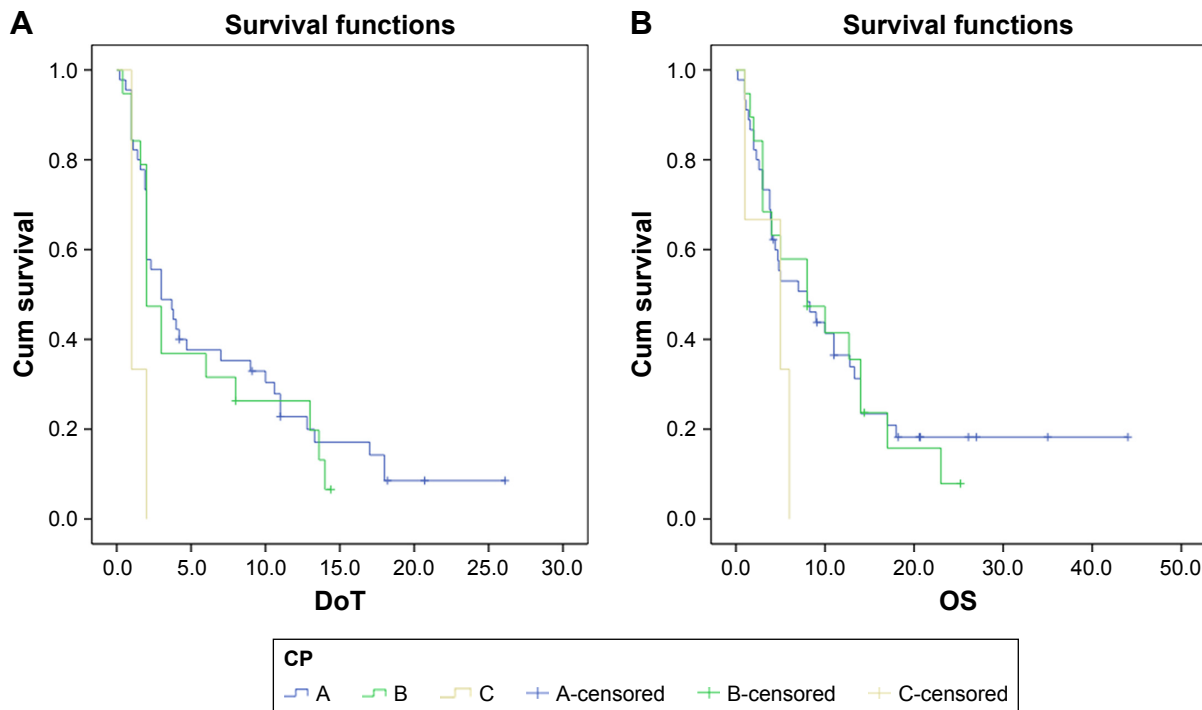 A
Survival functions
Cum survival
1.0
0.8
0.6
0.4
0.2
0.0
0.0 5.0 10.0 15.0 20.0 25.0 30.0
DoT
B
Survival functions
Cum survival
1.0
0.8
0.6
0.4
0.2
0.0
0.0 10.0 20.0 30.0 40.0 50.0
OS
CP
A B C A-censored B-censored C-censored